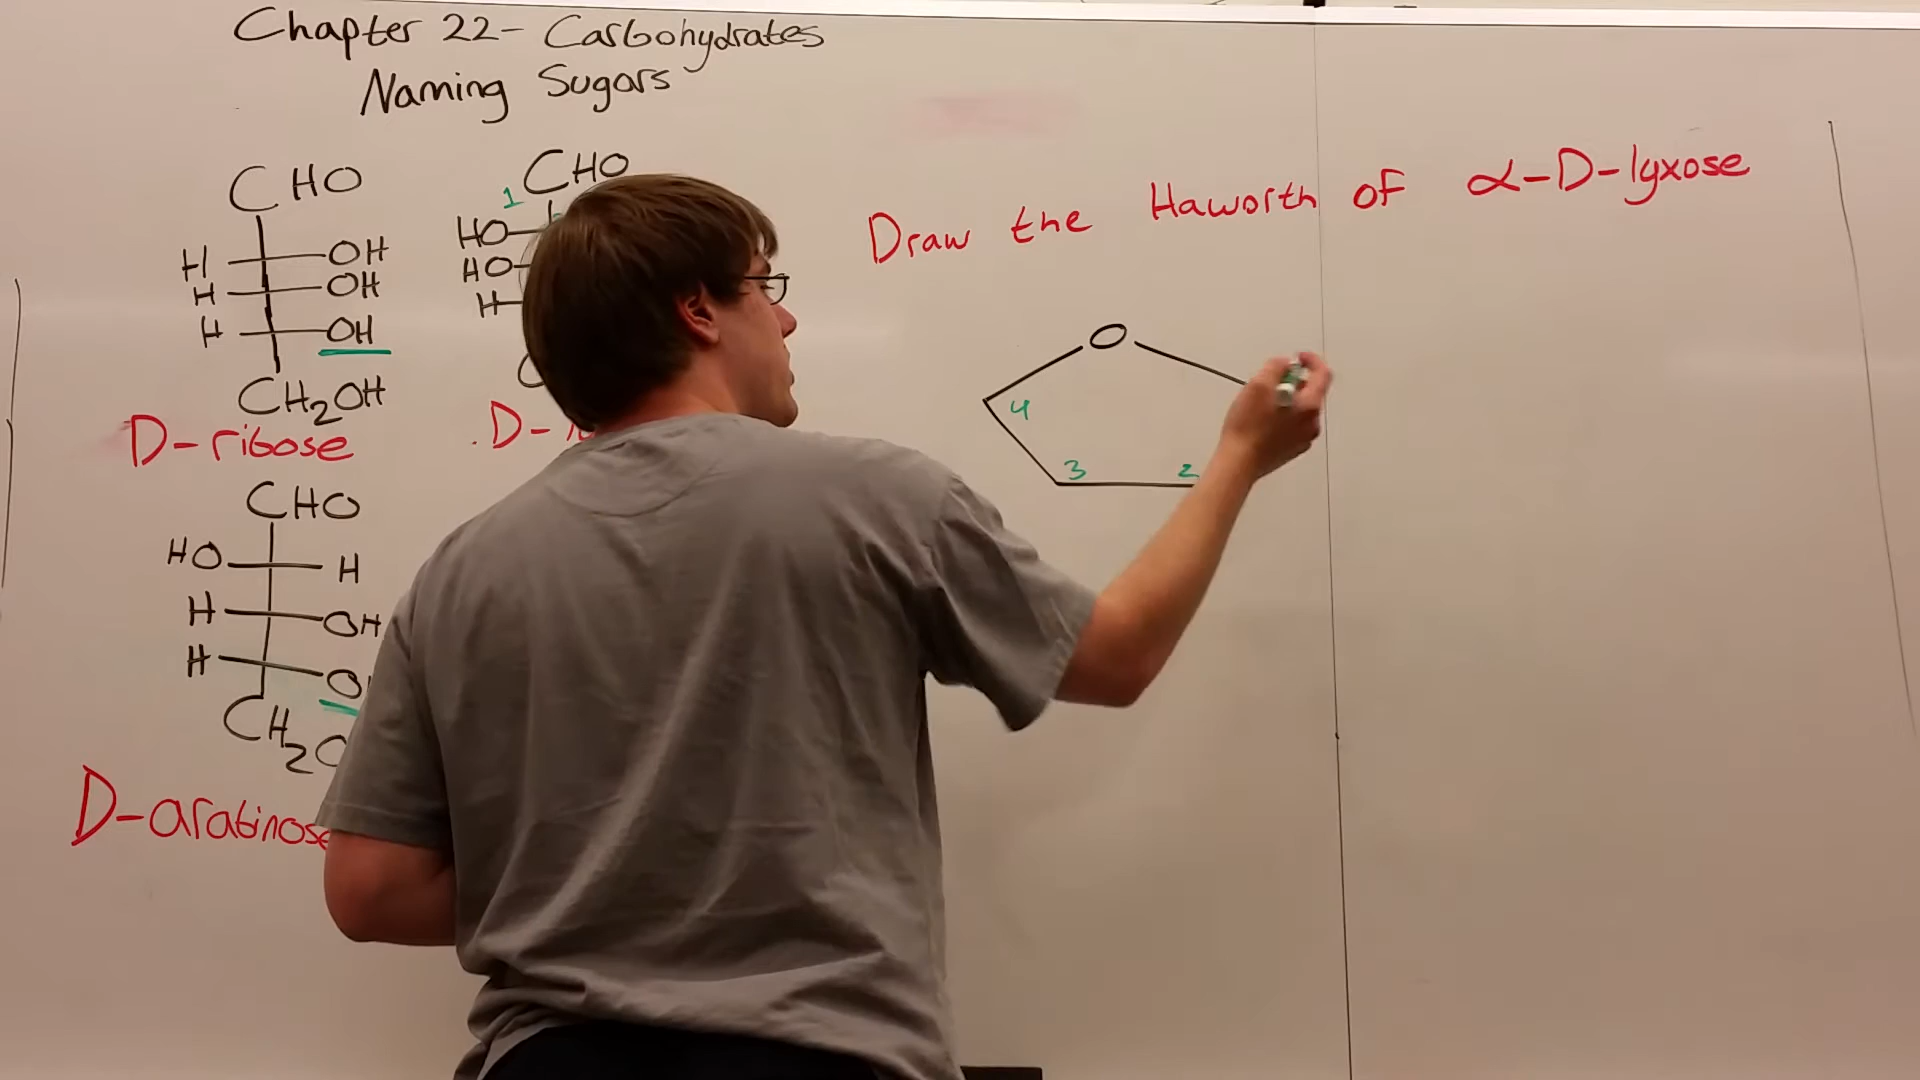 Chapter 22- Carbohydrates
Naming Sugars
Draw the Haworth of α-D-lyxose
CHO
H OH
H OH
H OH
CH2OH
D-ribose
1 CHO
HO
HO
H
D-
O
4
3 2
CHO
HO H
H OH
H
CH2
D-arabinose